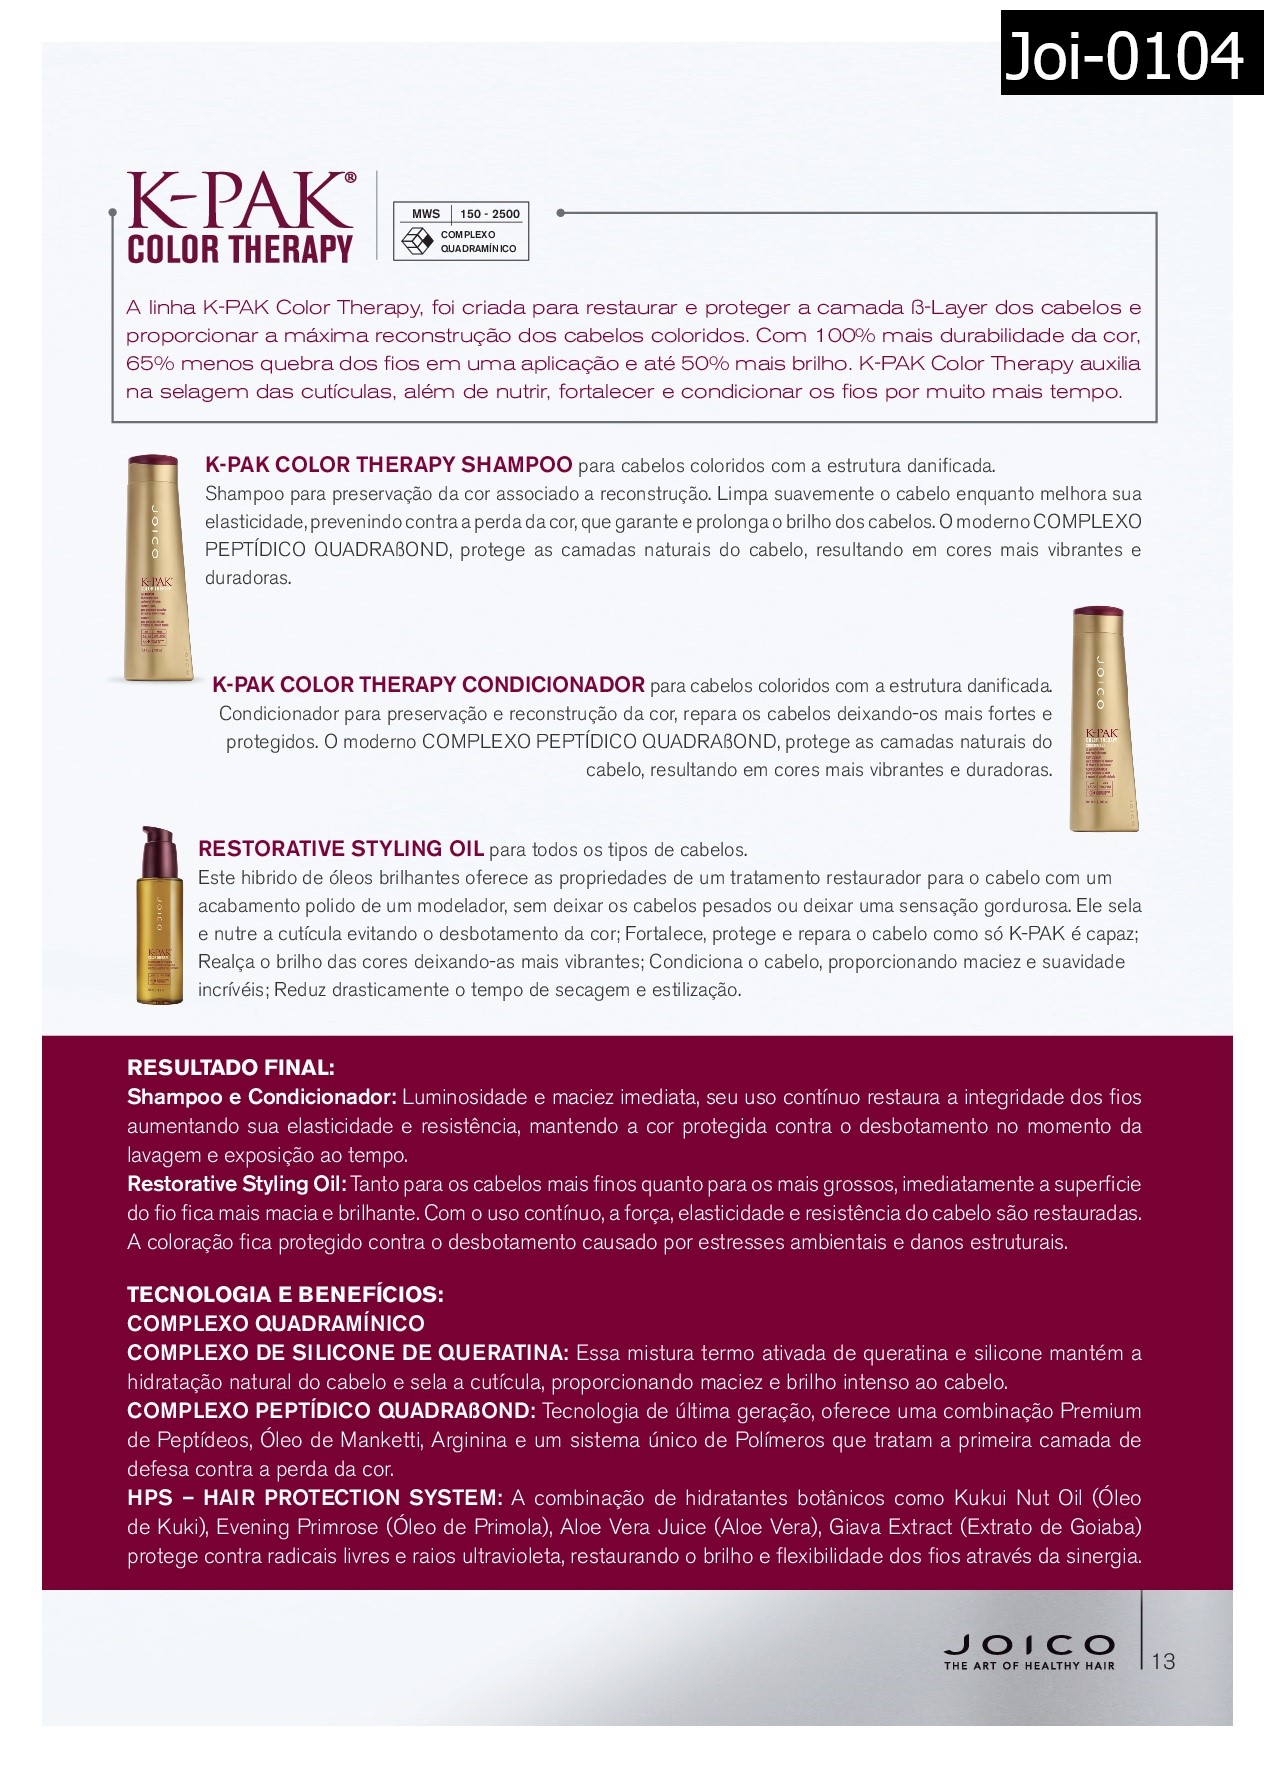 Joi-0104
K-PAK®
COLOR THERAPY
MWS 150 - 2500
COMPLEXO
QUADRAMÍNICO
A linha K-PAK Color Therapy, foi criada para restaurar e proteger a camada ß-Layer dos cabelos e
proporcionar a máxima reconstrução dos cabelos coloridos. Com 100% mais durabilidade da cor,
65% menos quebra dos fios em uma aplicação e até 50% mais brilho. K-PAK Color Therapy auxilia
na selagem das cutículas, além de nutrir, fortalecer e condicionar os fios por muito mais tempo.
K-PAK COLOR THERAPY SHAMPOO para cabelos coloridos com a estrutura danificada.
Shampoo para preservação da cor associado a reconstrução. Limpa suavemente o cabelo enquanto melhora sua
elasticidade, prevenindo contra a perda da cor, que garante e prolonga o brilho dos cabelos. O moderno COMPLEXO
PEPTÍDICO QUADRAßOND, protege as camadas naturais do cabelo, resultando em cores mais vibrantes e
duradoras.
JOICO
K-PAK
COLOR THERAPY
K-PAK COLOR THERAPY CONDICIONADOR para cabelos coloridos com a estrutura danificada.
Condicionador para preservação e reconstrução da cor, repara os cabelos deixando-os mais fortes e
protegidos. O moderno COMPLEXO PEPTÍDICO QUADRAßOND, protege as camadas naturais do
cabelo, resultando em cores mais vibrantes e duradoras.
JOICO
K-PAK
COLOR THERAPY
RESTORATIVE STYLING OIL para todos os tipos de cabelos.
Este hibrido de óleos brilhantes oferece as propriedades de um tratamento restaurador para o cabelo com um
acabamento polido de um modelador, sem deixar os cabelos pesados ou deixar uma sensação gordurosa. Ele sela
e nutre a cutícula evitando o desbotamento da cor; Fortalece, protege e repara o cabelo como só K-PAK é capaz;
Realça o brilho das cores deixando-as mais vibrantes; Condiciona o cabelo, proporcionando maciez e suavidade
incrívéis; Reduz drasticamente o tempo de secagem e estilização.
JOICO
K-PAK
RESULTADO FINAL:
Shampoo e Condicionador: Luminosidade e maciez imediata, seu uso contínuo restaura a integridade dos fios
aumentando sua elasticidade e resistência, mantendo a cor protegida contra o desbotamento no momento da
lavagem e exposição ao tempo.
Restorative Styling Oil: Tanto para os cabelos mais finos quanto para os mais grossos, imediatamente a superficie
do fio fica mais macia e brilhante. Com o uso contínuo, a força, elasticidade e resistência do cabelo são restauradas.
A coloração fica protegido contra o desbotamento causado por estresses ambientais e danos estruturais.
TECNOLOGIA E BENEFÍCIOS:
COMPLEXO QUADRAMÍNICO
COMPLEXO DE SILICONE DE QUERATINA: Essa mistura termo ativada de queratina e silicone mantém a
hidratação natural do cabelo e sela a cutícula, proporcionando maciez e brilho intenso ao cabelo.
COMPLEXO PEPTÍDICO QUADRAßOND: Tecnologia de última geração, oferece uma combinação Premium
de Peptídeos, Óleo de Manketti, Arginina e um sistema único de Polímeros que tratam a primeira camada de
defesa contra a perda da cor.
HPS – HAIR PROTECTION SYSTEM: A combinação de hidratantes botânicos como Kukui Nut Oil (Óleo
de Kuki), Evening Primrose (Óleo de Primola), Aloe Vera Juice (Aloe Vera), Giava Extract (Extrato de Goiaba)
protege contra radicais livres e raios ultravioleta, restaurando o brilho e flexibilidade dos fios através da sinergia.
JOICO
THE ART OF HEALTHY HAIR
13